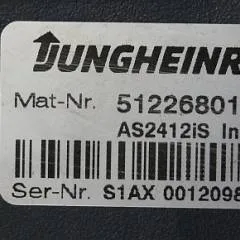 JUNGHEINR
Mat-Nr. 51226801
AS2412iS In
Ser-Nr. S1AX 0012098